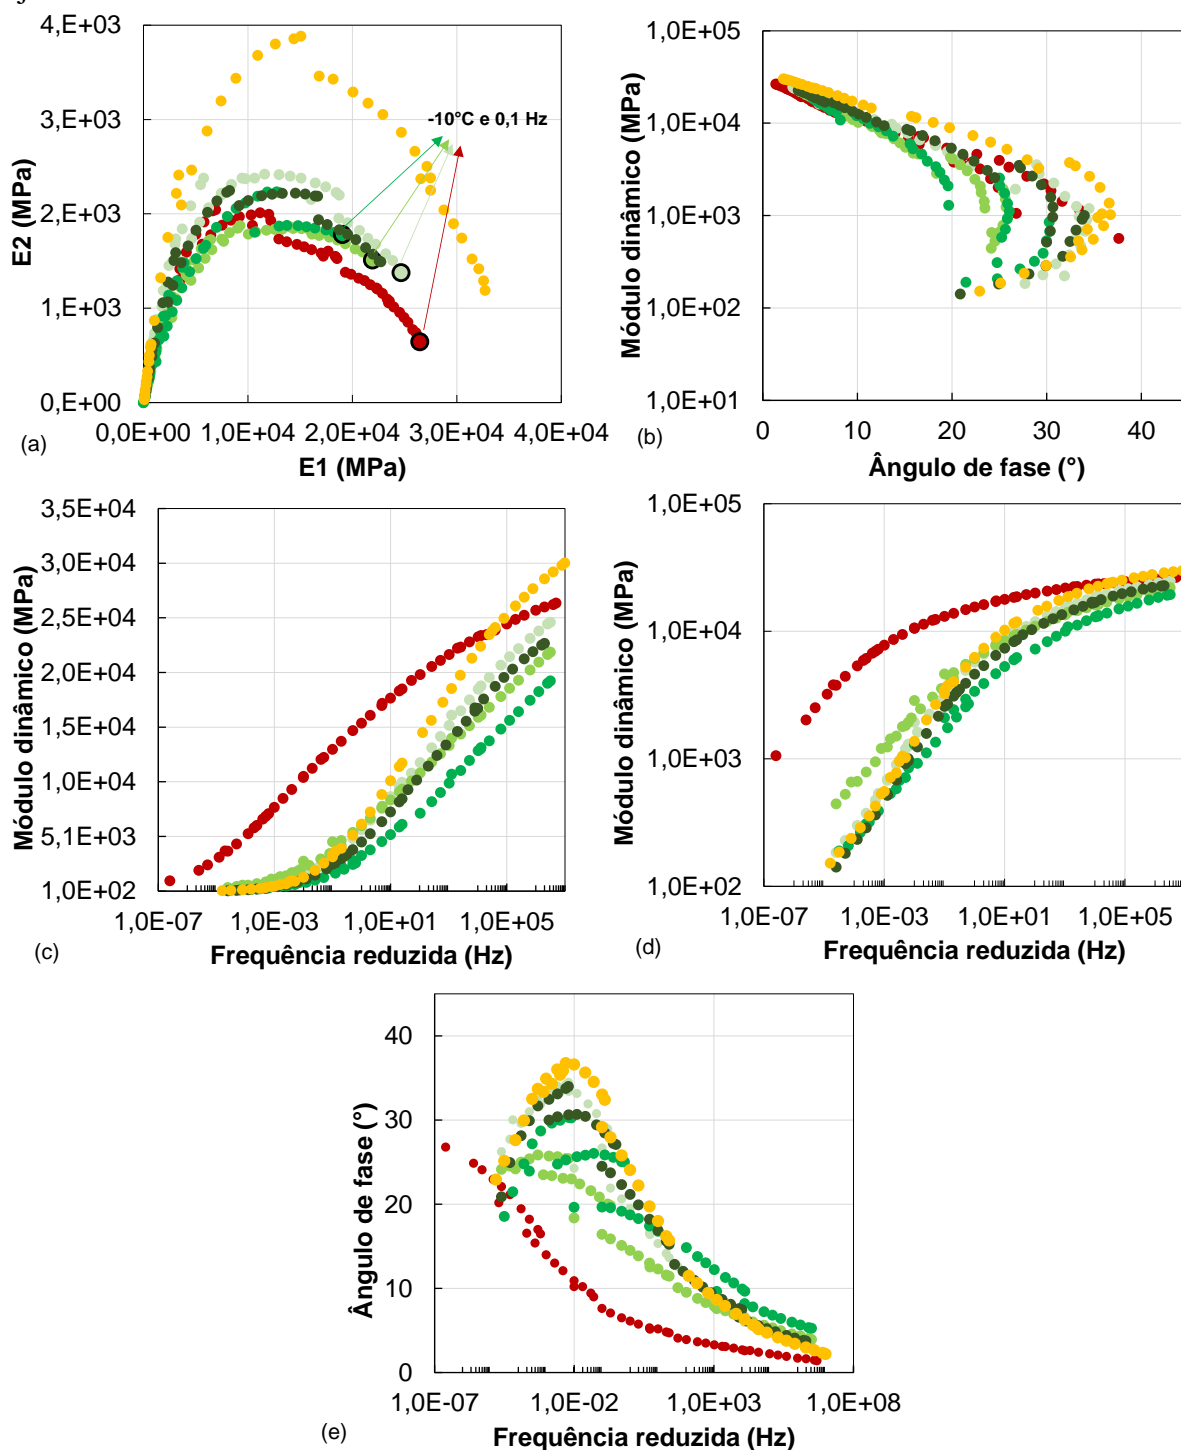 4,E+03
3,E+03
2,E+03
1,E+03
0,E+00
E2 (MPa)
-10°C e 0,1 Hz
0,0E+00 1,0E+04 2,0E+04 3,0E+04 4,0E+04
E1 (MPa)
(a)
1,0E+05
1,0E+04
1,0E+03
1,0E+02
1,0E+01
Módulo dinâmico (MPa)
0 10 20 30 40
Ângulo de fase (°)
(b)
3,5E+04
3,0E+04
2,5E+04
2,0E+04
1,5E+04
1,0E+04
5,1E+03
1,0E+02
Módulo dinâmico (MPa)
1,0E-07 1,0E-03 1,0E+01 1,0E+05
Frequência reduzida (Hz)
(c)
1,0E+05
1,0E+04
1,0E+03
1,0E+02
Módulo dinâmico (MPa)
1,0E-07 1,0E-03 1,0E+01 1,0E+05
Frequência reduzida (Hz)
(d)
40
30
20
10
0
Ângulo de fase (°)
1,0E-07 1,0E-02 1,0E+03 1,0E+08
Frequência reduzida (Hz)
(e)